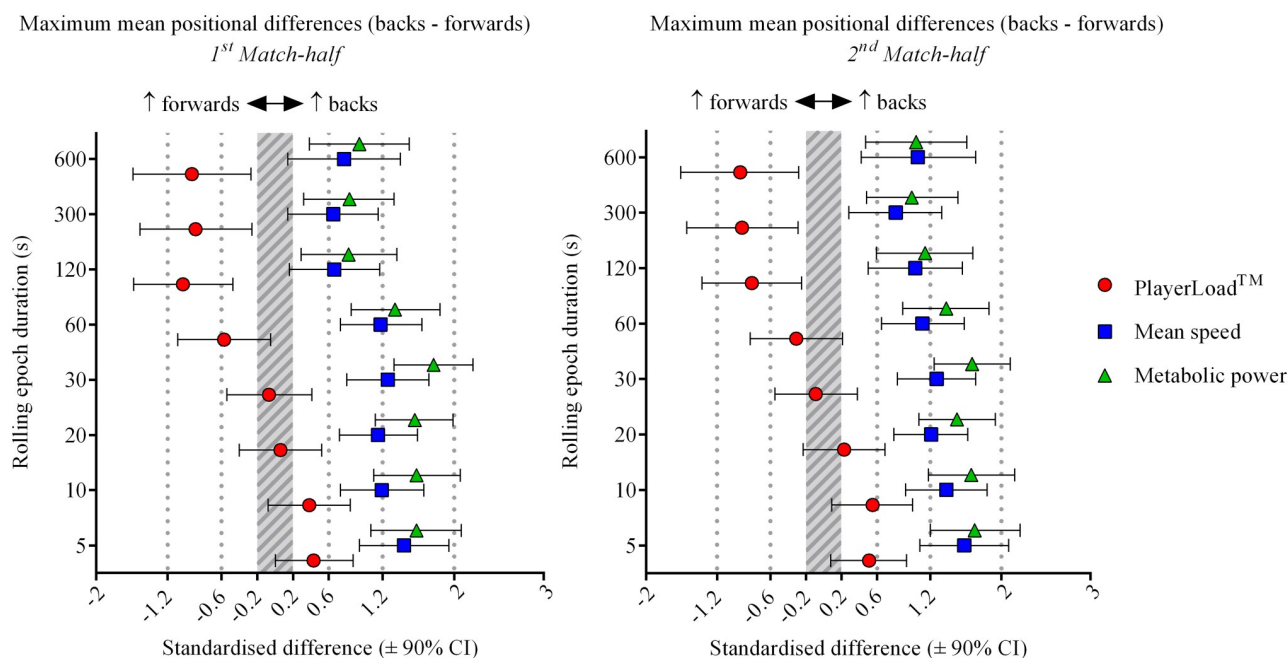 Maximum mean positional differences (backs - forwards)
1st Match-half
↑ forwards ↔ ↑ backs
Rolling epoch duration (s)
600
300
120
60
30
20
10
5
-2 -1.2 -0.6 -0.2 0.2 0.6 1.2 2 3
Standardised difference (± 90% CI)
Maximum mean positional differences (backs - forwards)
2nd Match-half
↑ forwards ↔ ↑ backs
Rolling epoch duration (s)
600
300
120
60
30
20
10
5
-2 -1.2 -0.6 -0.2 0.2 0.6 1.2 2 3
Standardised difference (± 90% CI)
PlayerLoad™
Mean speed
Metabolic power